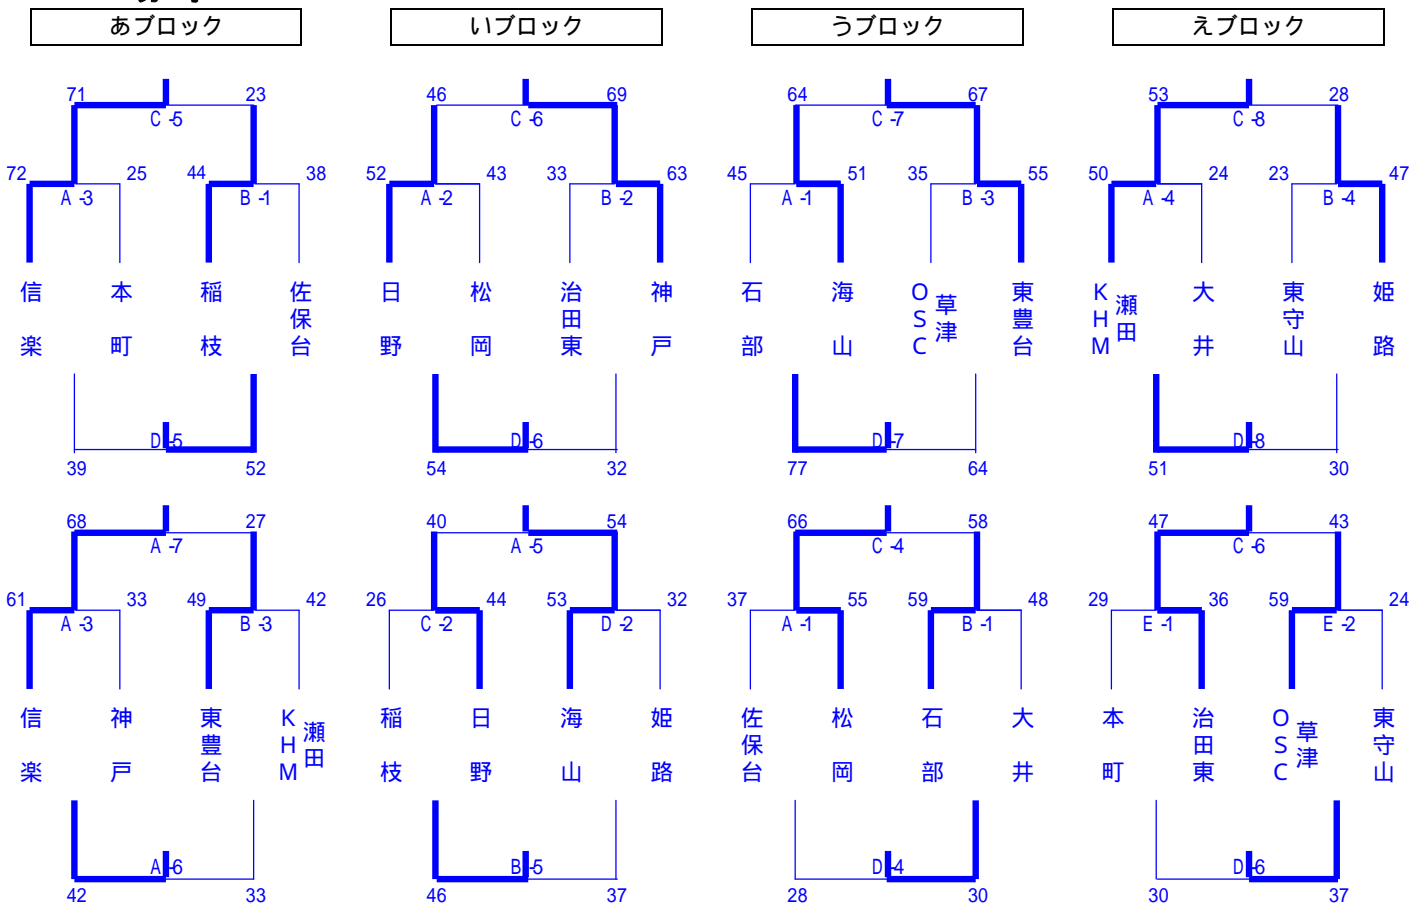 あブロック いブロック うブロック えブロック
71 23 46 69 64 67 53 28
C-5 C-6 C-7 C-8
72 25 44 38 52 43 33 63 45 51 35 55 50 24 23 47
A-3 B-1 A-2 B-2 A-1 B-3 A-4 B-4
信楽 本町 稲枝 佐保台 日野 松岡 治田東 神戸 石部 海山 草津OSC 東豊台 瀬田KHM 大井 東守山 姫路
D-5 D-6 D-7 D-8
39 52 54 32 77 64 51 30
68 27 40 54 66 58 47 43
A-7 A-5 C-4 C-6
61 33 49 42 26 44 53 32 37 55 59 48 29 36 59 24
A-3 B-3 C-2 D-2 A-1 B-1 E-1 E-2
信楽 神戸 東豊台 瀬田KHM 稲枝 日野 海山 姫路 佐保台 松岡 石部 大井 本町 治田東 草津OSC 東守山
A-6 B-5 D-4 D-6
42 33 46 37 28 30 30 37